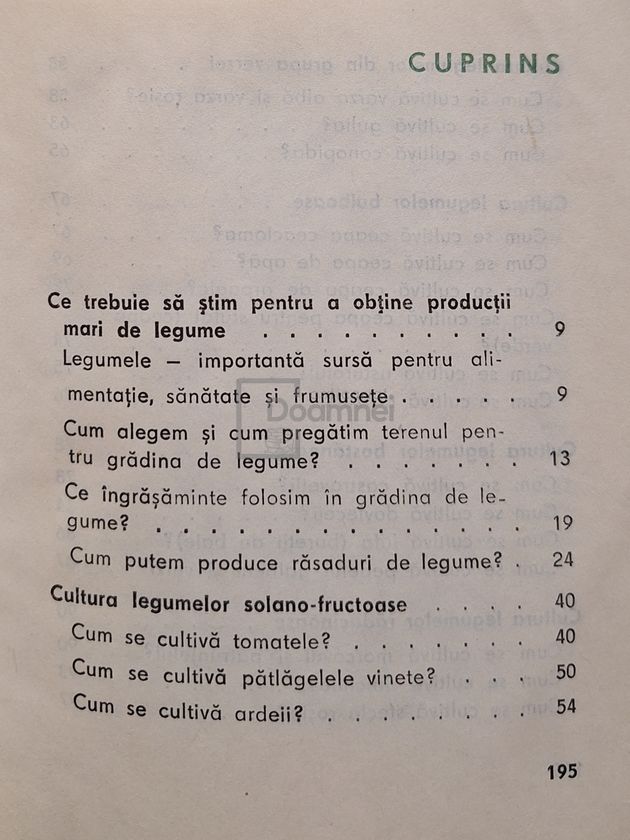 CUPRINS
Ce trebuie să ştim pentru a obţine producţii
mari de legume . . . . . . . . . . 9
Legumele – importantă sursă pentru ali-
mentaţie, sănătate şi frumuseţe . . . . . 9
Doamnei
Cum alegem şi cum pregătim terenul pen-
tru grădina de legume? . . . . . . . 13
Ce îngrăşăminte folosim în grădina de le-
gume? . . . . . . . . . . . . . . 19
Cum putem produce răsaduri de legume? . 24
Cultura legumelor solano-fructoase . . . . 40
Cum se cultivă tomatele? . . . . . . . 40
Cum se cultivă pătlăgelele vinete? . . . 50
Cum se cultivă ardeii? . . . . . . . . 54
195